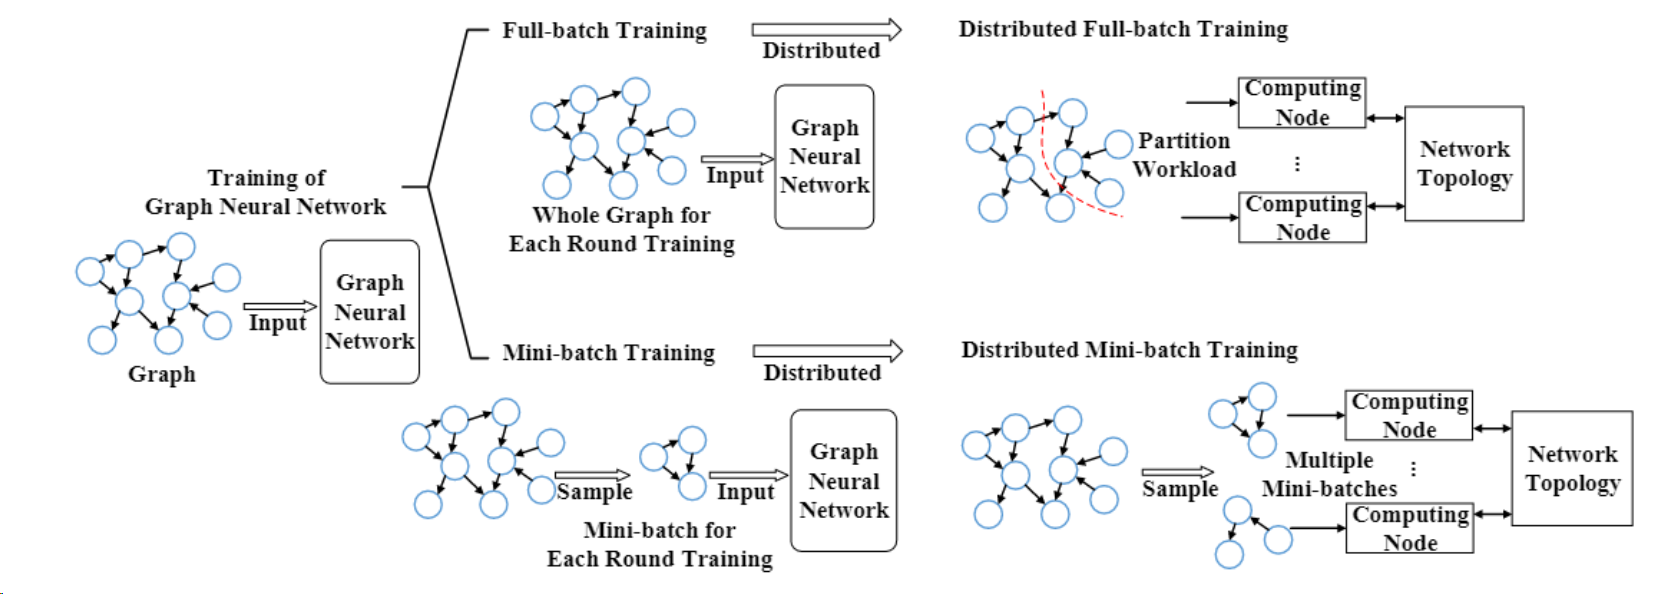 Training of
Graph Neural Network
Graph
Input
Graph
Neural
Network
Full-batch Training
Distributed
Distributed Full-batch Training
Whole Graph for
Each Round Training
Input
Graph
Neural
Network
Partition
Workload
Computing
Node
...
Computing
Node
Network
Topology
Mini-batch Training
Distributed
Distributed Mini-batch Training
Sample
Mini-batch for
Each Round Training
Input
Graph
Neural
Network
Sample
Multiple
Mini-batches
Computing
Node
...
Computing
Node
Network
Topology